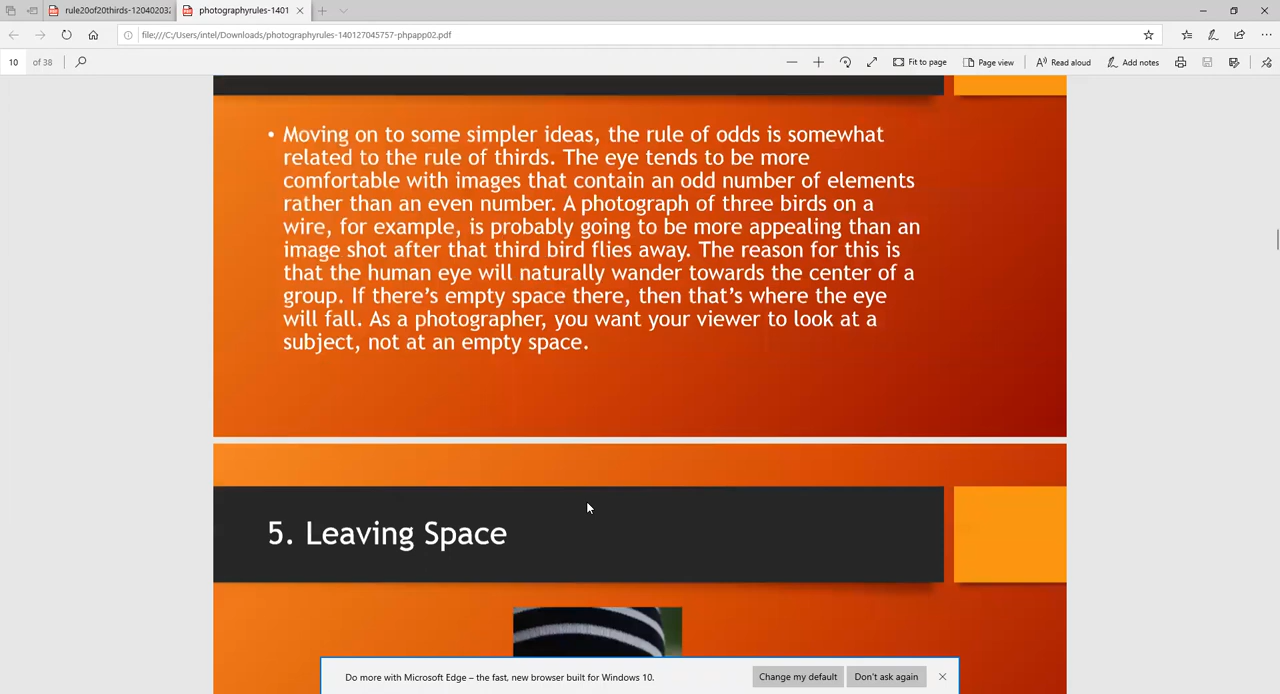 rule20of20thirds-120402032
photographyrules-1401
file:///C:/Users/intel/Downloads/photographyrules-140127045757-phpapp02.pdf
10 of 38
Fit to page
Page view
Read aloud
Add notes
• Moving on to some simpler ideas, the rule of odds is somewhat
related to the rule of thirds. The eye tends to be more
comfortable with images that contain an odd number of elements
rather than an even number. A photograph of three birds on a
wire, for example, is probably going to be more appealing than an
image shot after that third bird flies away. The reason for this is
that the human eye will naturally wander towards the center of a
group. If there’s empty space there, then that’s where the eye
will fall. As a photographer, you want your viewer to look at a
subject, not at an empty space.
5. Leaving Space
Do more with Microsoft Edge – the fast, new browser built for Windows 10.
Change my default
Don't ask again